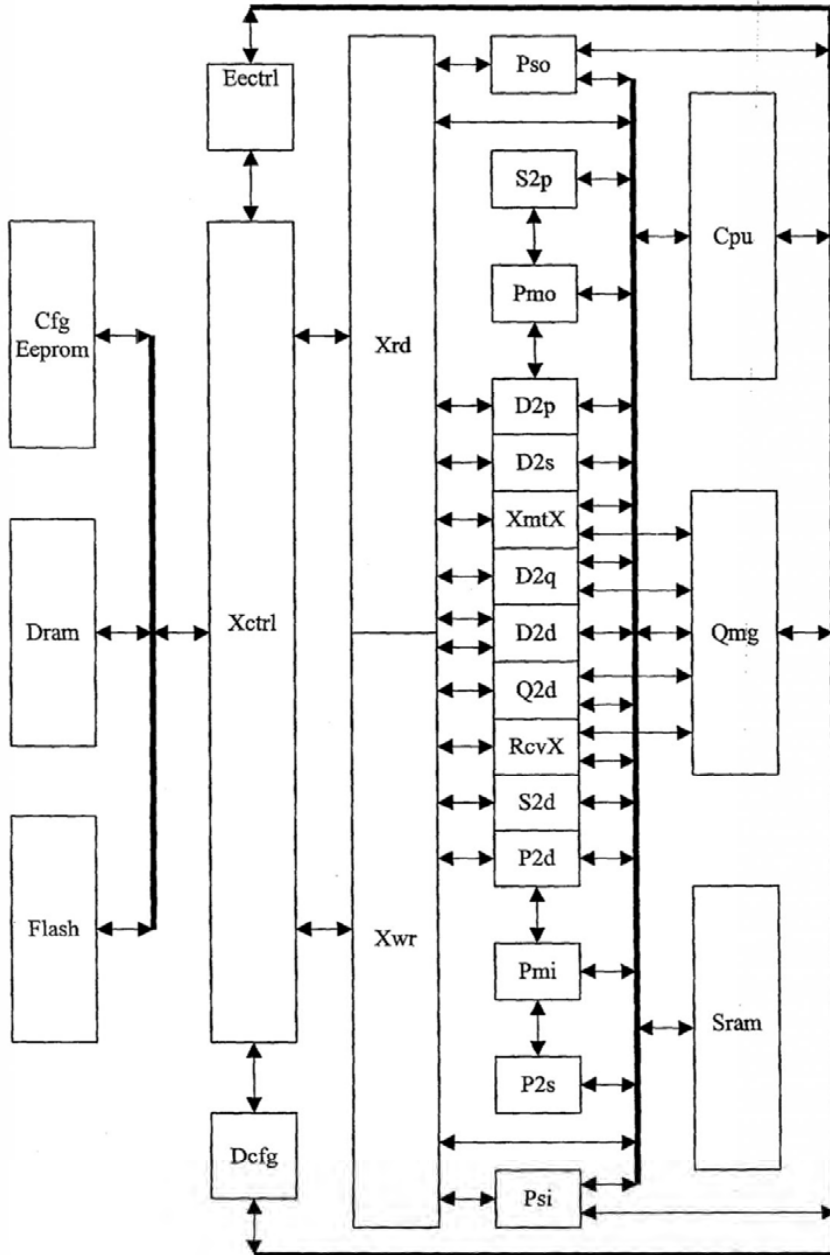 Eectrl
Pso
S2p
Cpu
Cfg
Eeprom
Pmo
Xrd
D2p
D2s
XmtX
D2q
Dram
Xctrl
D2d
Qmg
Q2d
RcvX
S2d
P2d
Flash
Xwr
Pmi
Sram
P2s
Dcfg
Psi